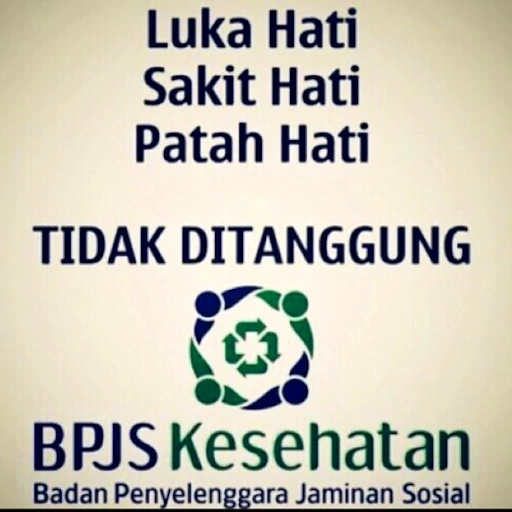 Luka Hati
Sakit Hati
Patah Hati
TIDAK DITANGGUNG
BPJS Kesehatan
Badan Penyelenggara Jaminan Sosial